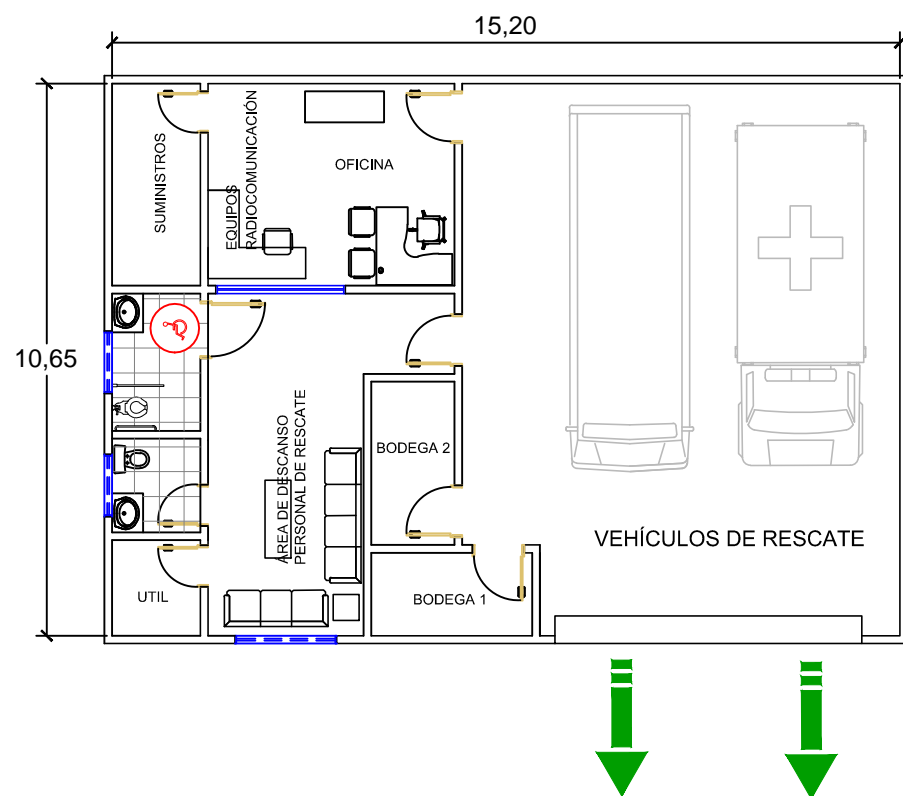 15,20
10,65
SUMINISTROS
EQUIPOS
RADIOCOMUNICACIÓN
OFICINA
ÁREA DE DESCANSO
PERSONAL DE RESCATE
BODEGA 2
BODEGA 1
UTIL
VEHÍCULOS DE RESCATE